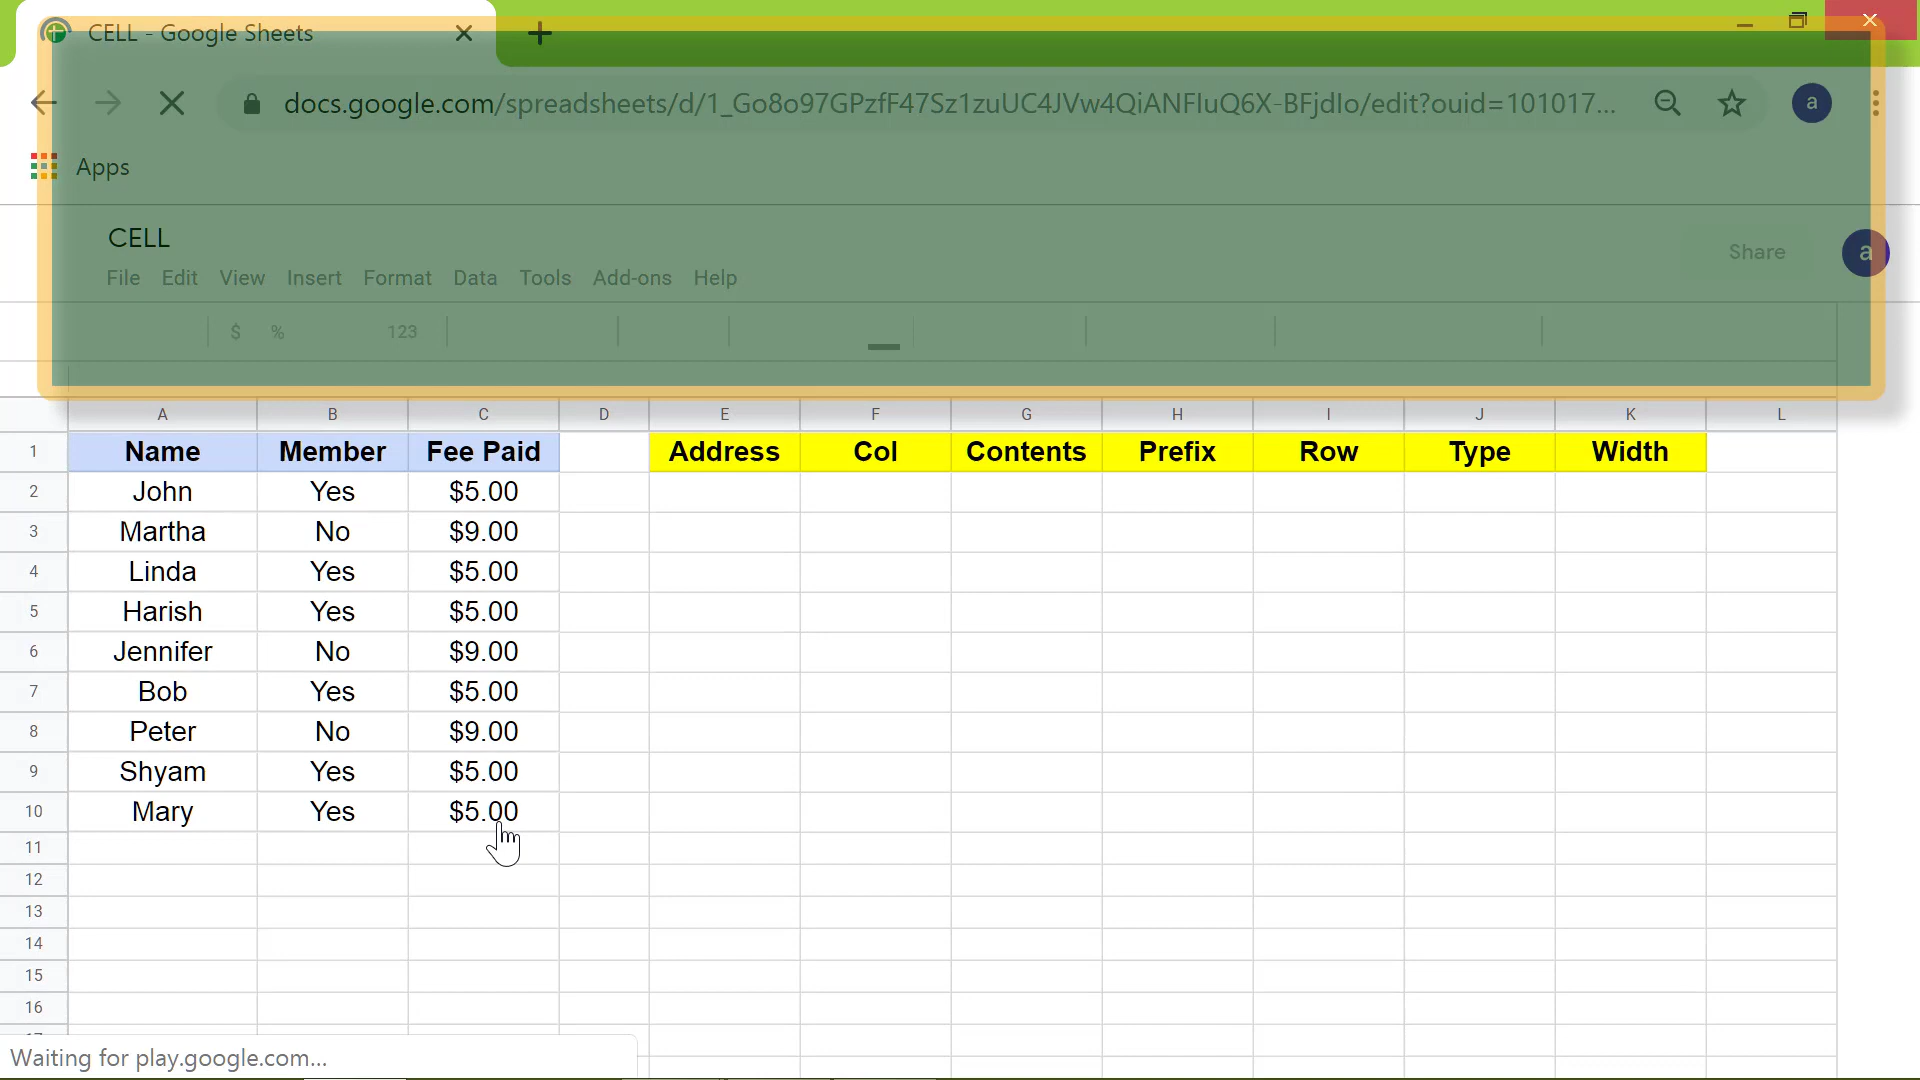 CELL - Google Sheets
docs.google.com/spreadsheets/d/1_Go8o97GPzfF47Sz1zuUC4JVw4QiANFIuQ6X-BFjdIo/edit?ouid=101017...
a
Apps
CELL
Share
a
File Edit View Insert Format Data Tools Add-ons Help
$ % 123
A B C D E F G H I J K L
1 Name Member Fee Paid Address Col Contents Prefix Row Type Width
2 John Yes $5.00
3 Martha No $9.00
4 Linda Yes $5.00
5 Harish Yes $5.00
6 Jennifer No $9.00
7 Bob Yes $5.00
8 Peter No $9.00
9 Shyam Yes $5.00
10 Mary Yes $5.00
11
12
13
14
15
16
Waiting for play.google.com...